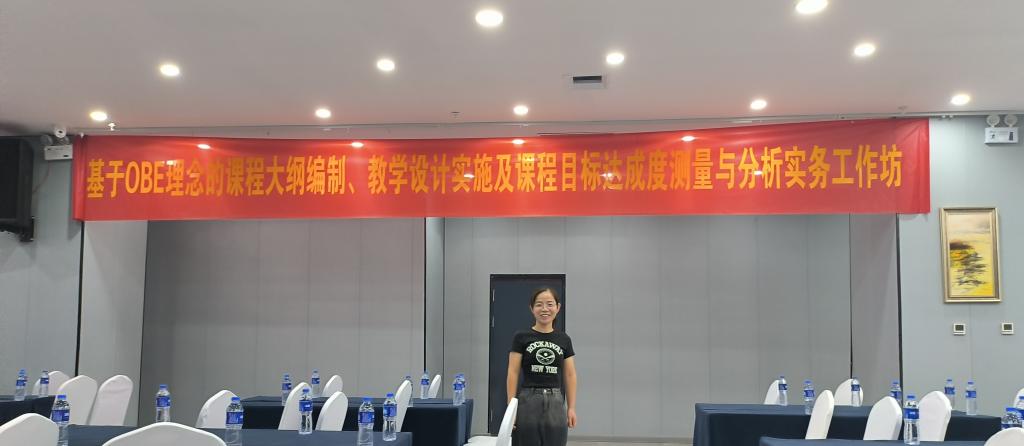 基于OBE理念的课程大纲编制、教学设计实施及课程目标达成度测量与分析实务工作坊
ROCKAWAY
NEW YORK